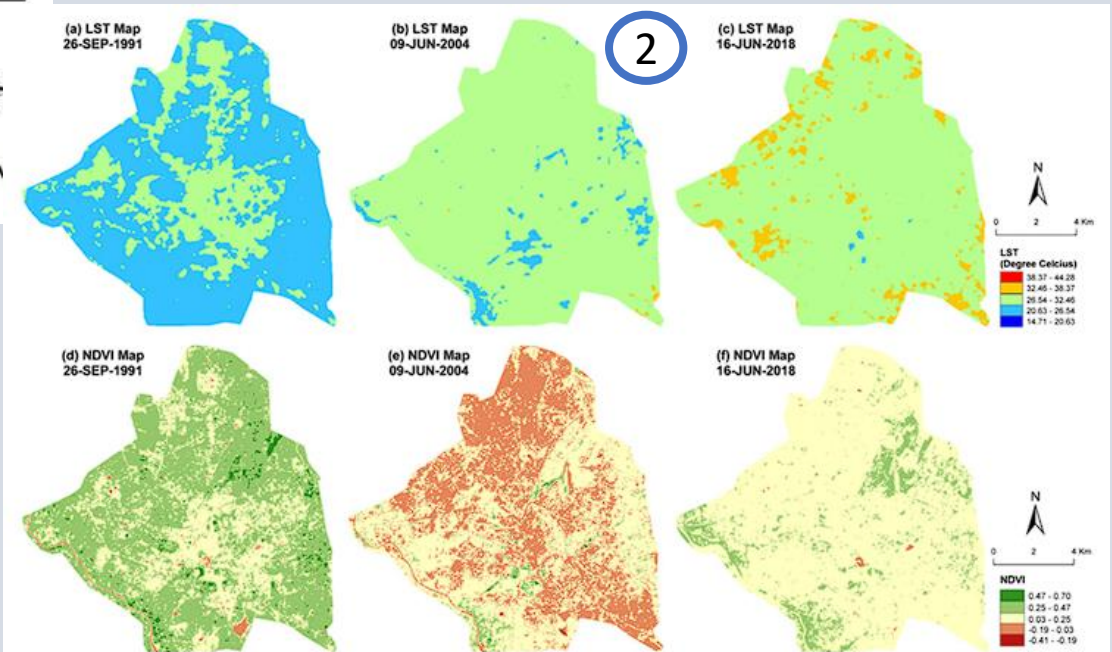 (a) LST Map
26-SEP-1991
(b) LST Map
09-JUN-2004
2
(c) LST Map
16-JUN-2018
N
0 2 4 Km
LST
(Degree Celcius)
38.37 - 44.28
32.46 - 38.37
26.54 - 32.46
20.63 - 26.54
14.71 - 20.63
(d) NDVI Map
26-SEP-1991
(e) NDVI Map
09-JUN-2004
(f) NDVI Map
16-JUN-2018
N
0 2 4 Km
NDVI
0.47 - 0.70
0.25 - 0.47
0.03 - 0.25
-0.19 - 0.03
-0.41 - -0.19